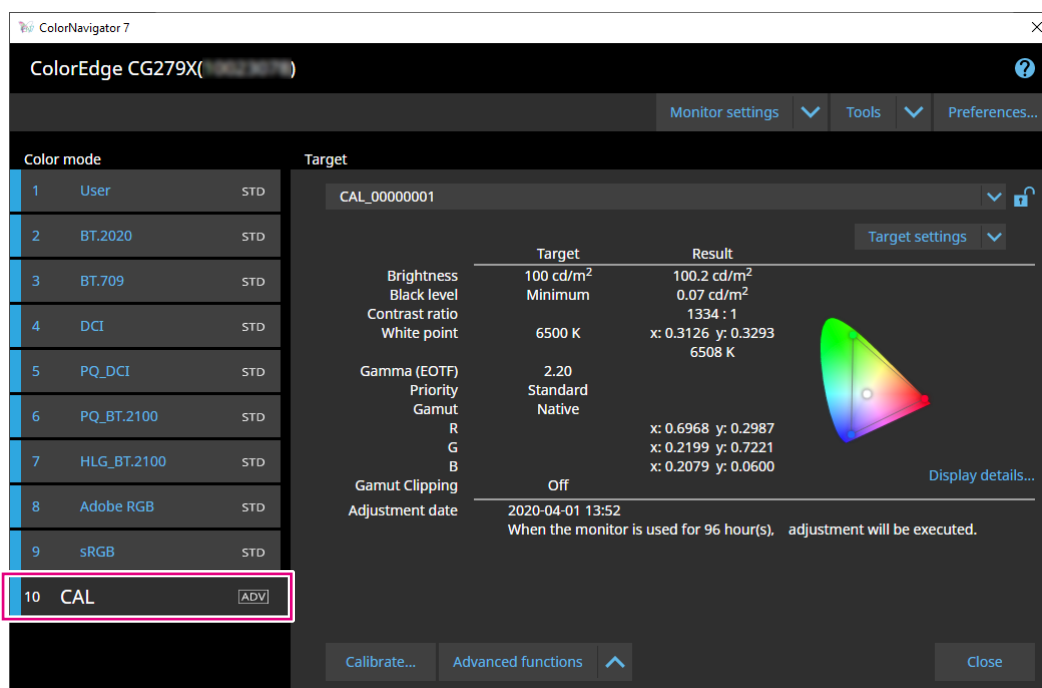 ColorNavigator 7
ColorEdge CG279X( )
Monitor settings Tools Preferences...
Color mode
Target
1 User STD
2 BT.2020 STD
3 BT.709 STD
4 DCI STD
5 PQ_DCI STD
6 PQ_BT.2100 STD
7 HLG_BT.2100 STD
8 Adobe RGB STD
9 sRGB STD
10 CAL ADV
CAL_00000001
Target settings
Target Result
Brightness 100 cd/m² 100.2 cd/m²
Black level Minimum 0.07 cd/m²
Contrast ratio 1334 : 1
White point 6500 K x: 0.3126 y: 0.3293
6508 K
Gamma (EOTF) 2.20
Priority Standard
Gamut Native
R x: 0.6968 y: 0.2987
G x: 0.2199 y: 0.7221
B x: 0.2079 y: 0.0600
Display details...
Gamut Clipping Off
Adjustment date 2020-04-01 13:52
When the monitor is used for 96 hour(s), adjustment will be executed.
Calibrate... Advanced functions Close